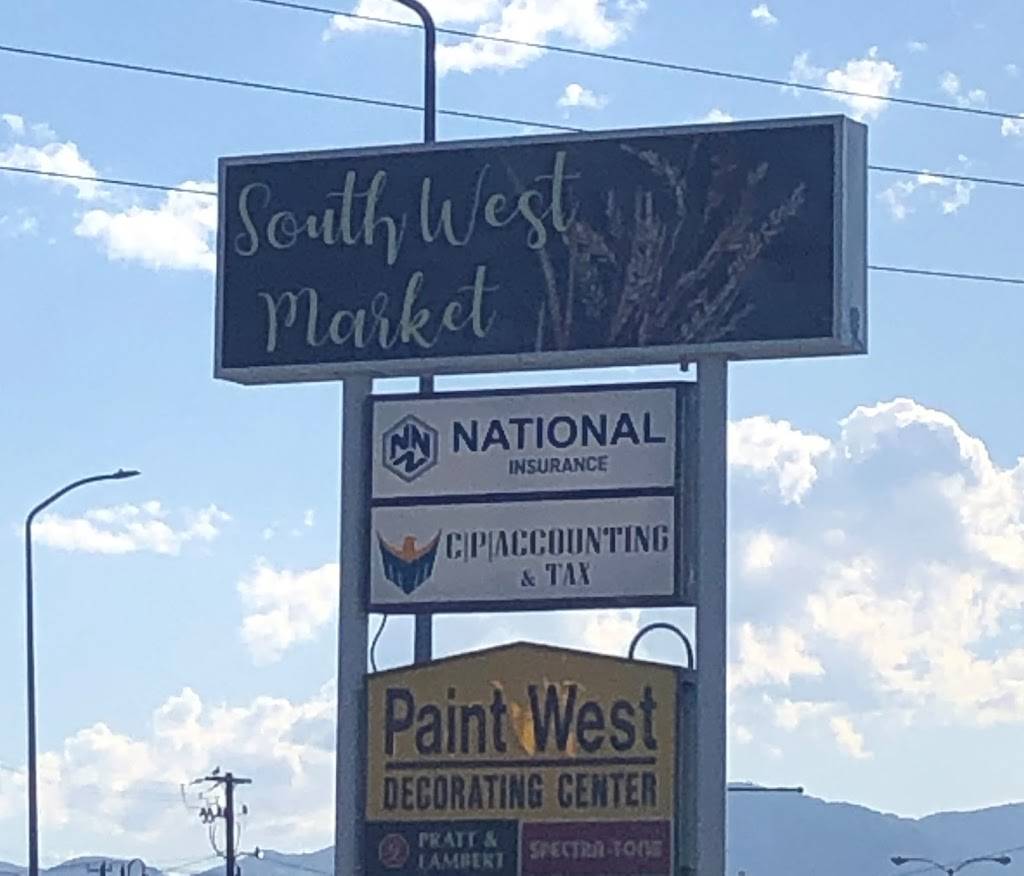 South West
Market
NATIONAL
INSURANCE
C|P|ACCOUNTING
& TAX
Paint West
DECORATING CENTER
PRATT &
LAMBERT
SPECTRA-TONE